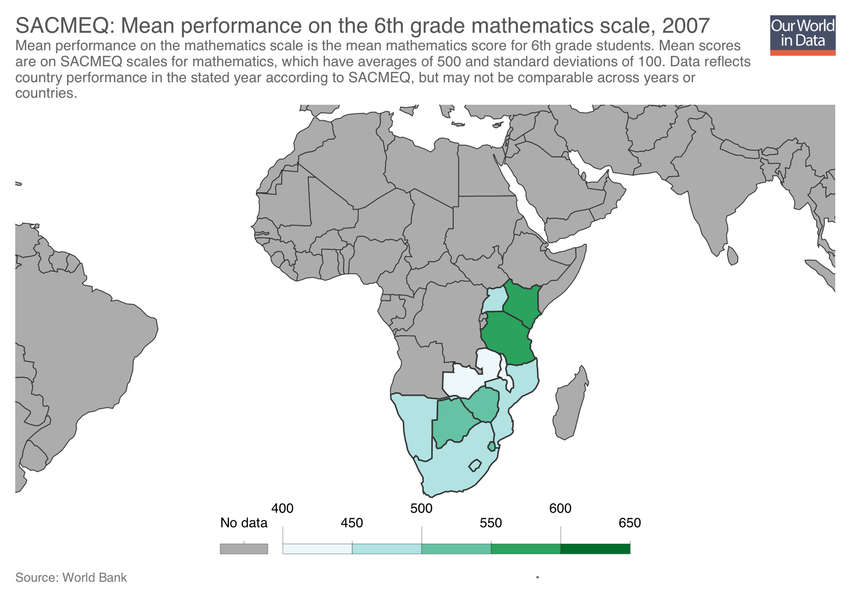 SACMEQ: Mean performance on the 6th grade mathematics scale, 2007
Our World
in Data
Mean performance on the mathematics scale is the mean mathematics score for 6th grade students. Mean scores
are on SACMEQ scales for mathematics, which have averages of 500 and standard deviations of 100. Data reflects
country performance in the stated year according to SACMEQ, but may not be comparable across years or
countries.
400 500 600
No data 450 550 650
Source: World Bank